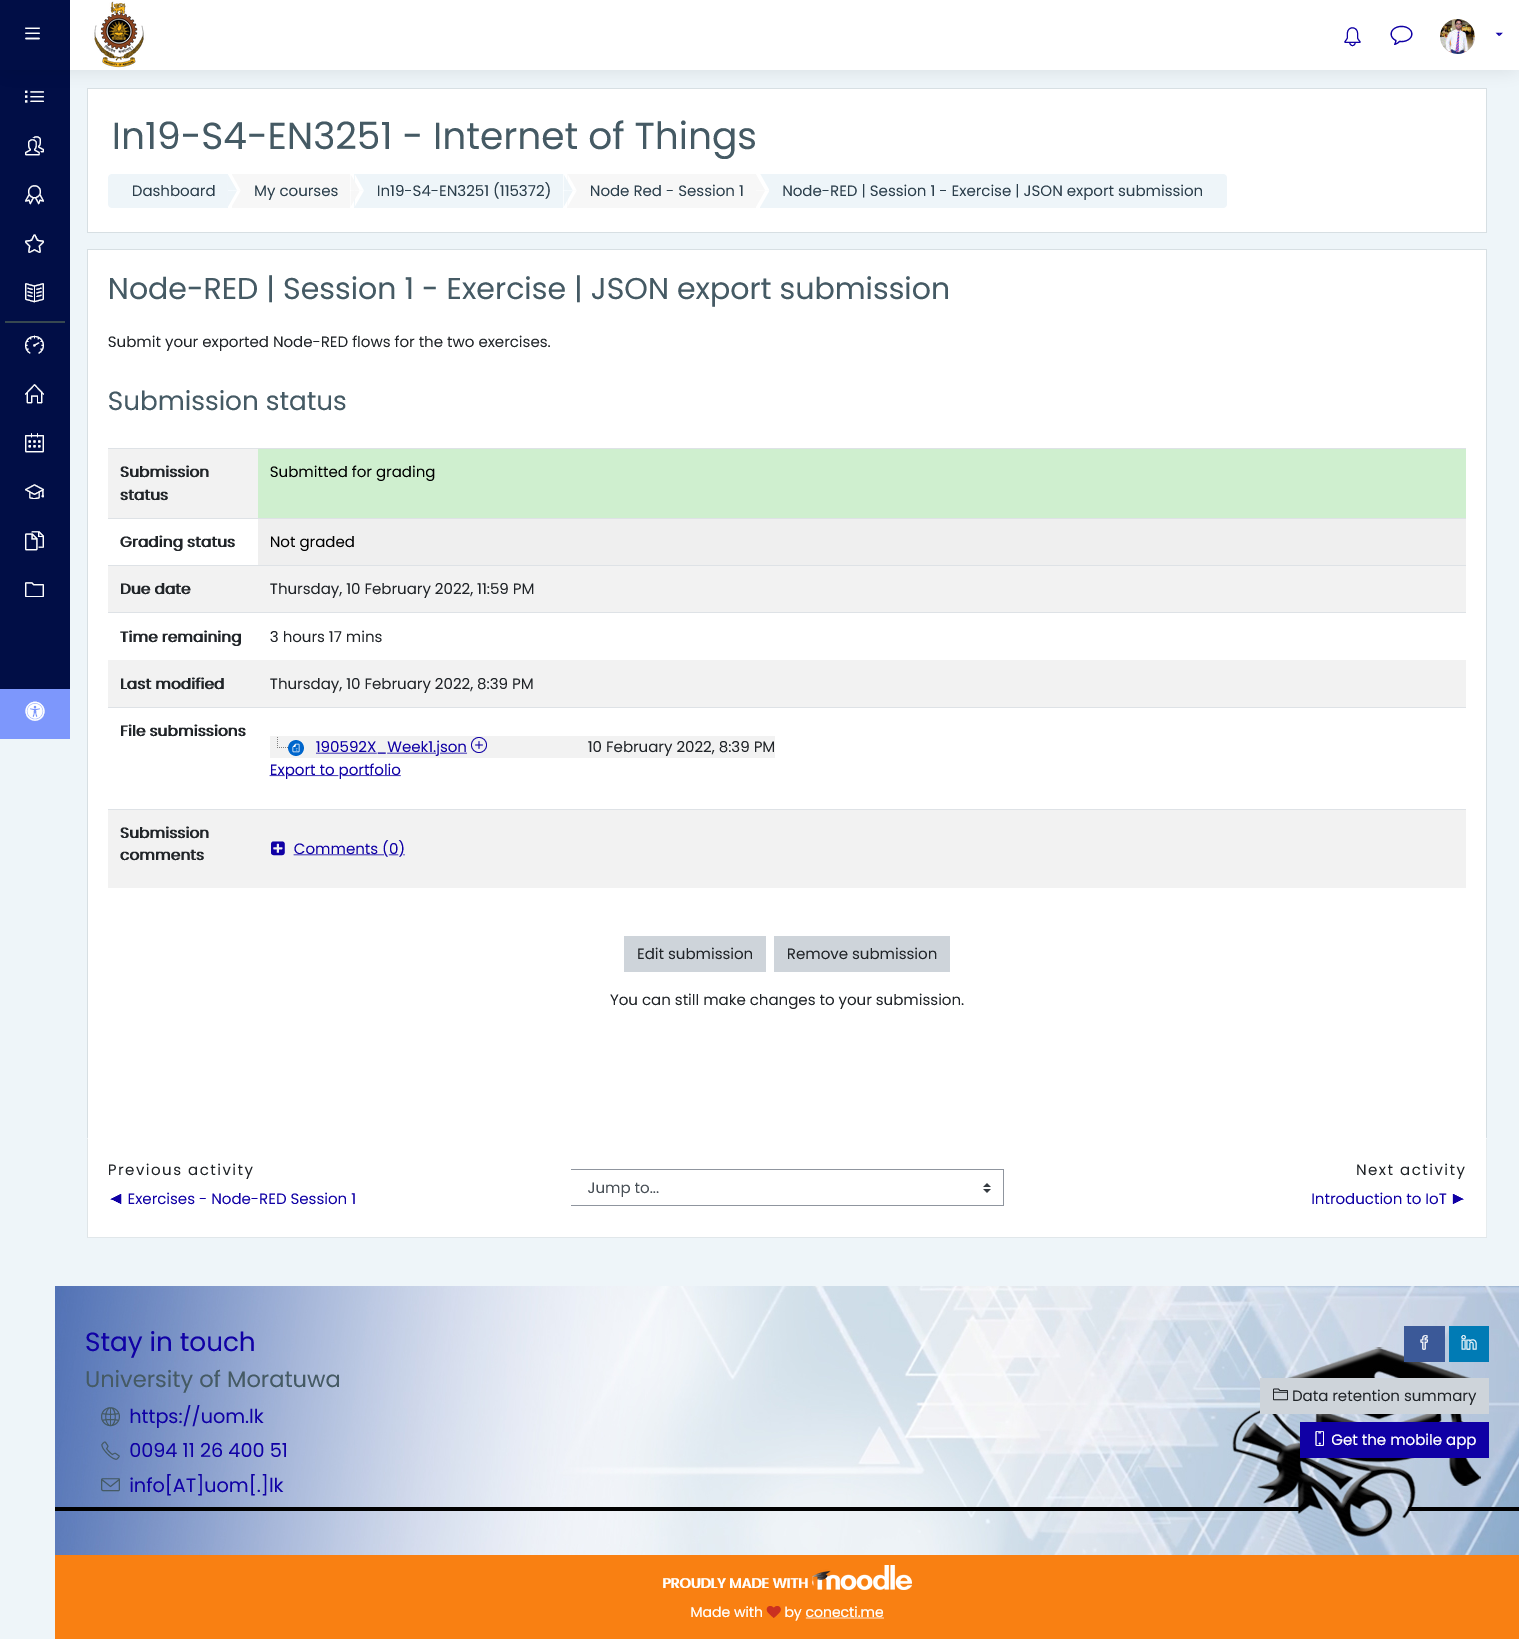 In19-S4-EN3251 - Internet of Things
Dashboard My courses In19-S4-EN3251 (115372) Node Red - Session 1 Node-RED | Session 1 - Exercise | JSON export submission
Node-RED | Session 1 - Exercise | JSON export submission
Submit your exported Node-RED flows for the two exercises.
Submission status
Submission status Submitted for grading
Grading status Not graded
Due date Thursday, 10 February 2022, 11:59 PM
Time remaining 3 hours 17 mins
Last modified Thursday, 10 February 2022, 8:39 PM
File submissions
190592X_Week1.json 10 February 2022, 8:39 PM
Export to portfolio
Submission comments Comments (0)
Edit submission Remove submission
You can still make changes to your submission.
Previous activity
◄ Exercises - Node-RED Session 1
Jump to...
Next activity
Introduction to IoT ►
Stay in touch
University of Moratuwa
https://uom.lk
0094 11 26 400 51
info[AT]uom[.]lk
Data retention summary
Get the mobile app
PROUDLY MADE WITH moodle
Made with ❤ by conecti.me